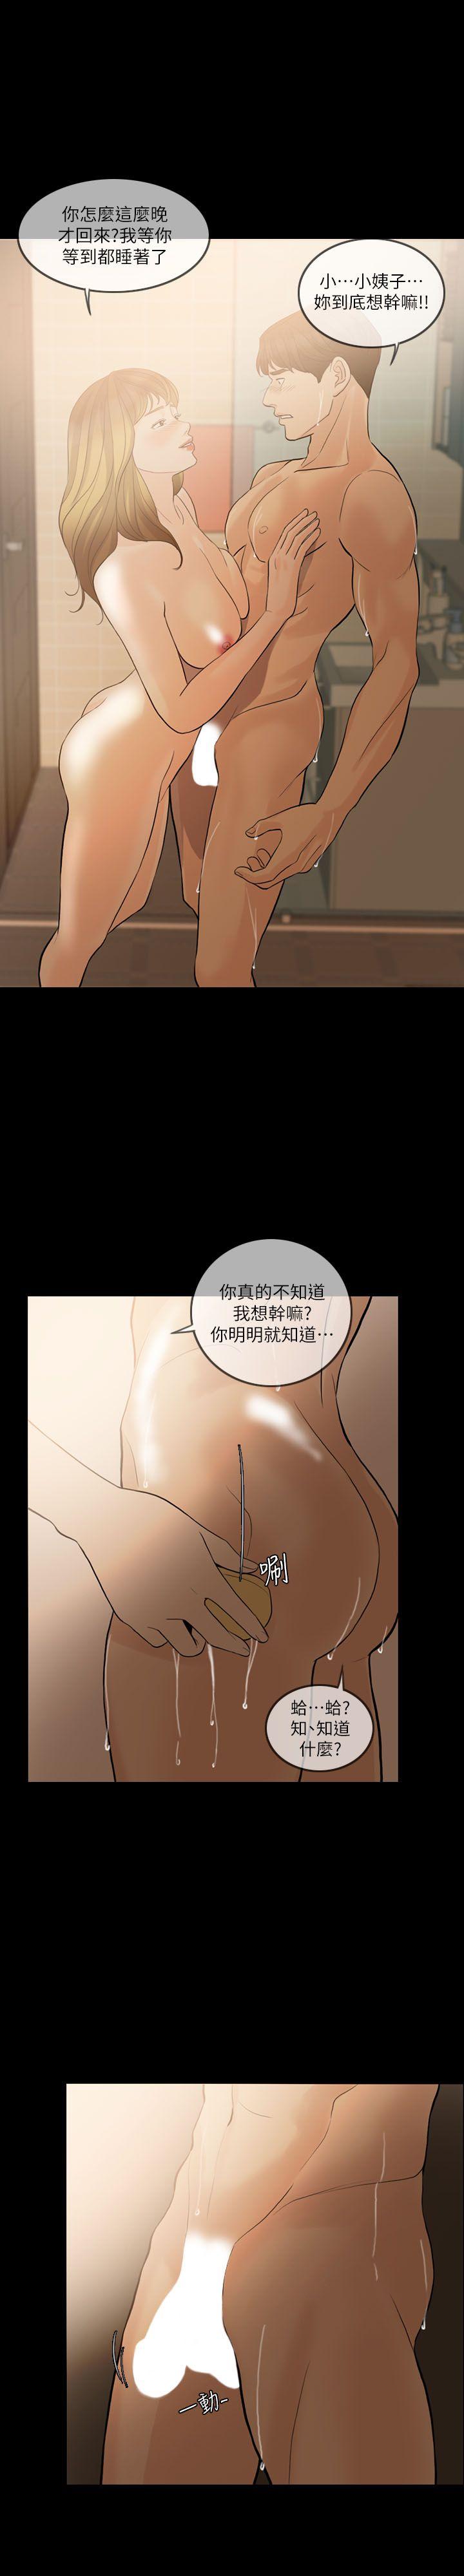 你怎麼這麼晚
才回來?我等你
等到都睡著了
小…小姨子…
妳到底想幹嘛!!
你真的不知道
我想幹嘛?
你明明就知道…
唰
蛤…蛤?
知、知道
什麼?
一動-